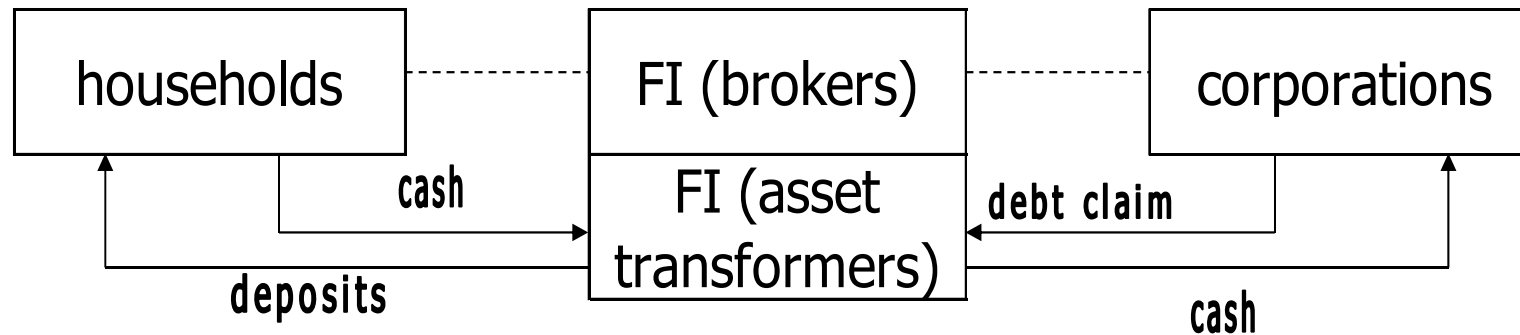 households
FI (brokers)
corporations
cash
FI (asset
transformers)
debt claim
deposits
cash